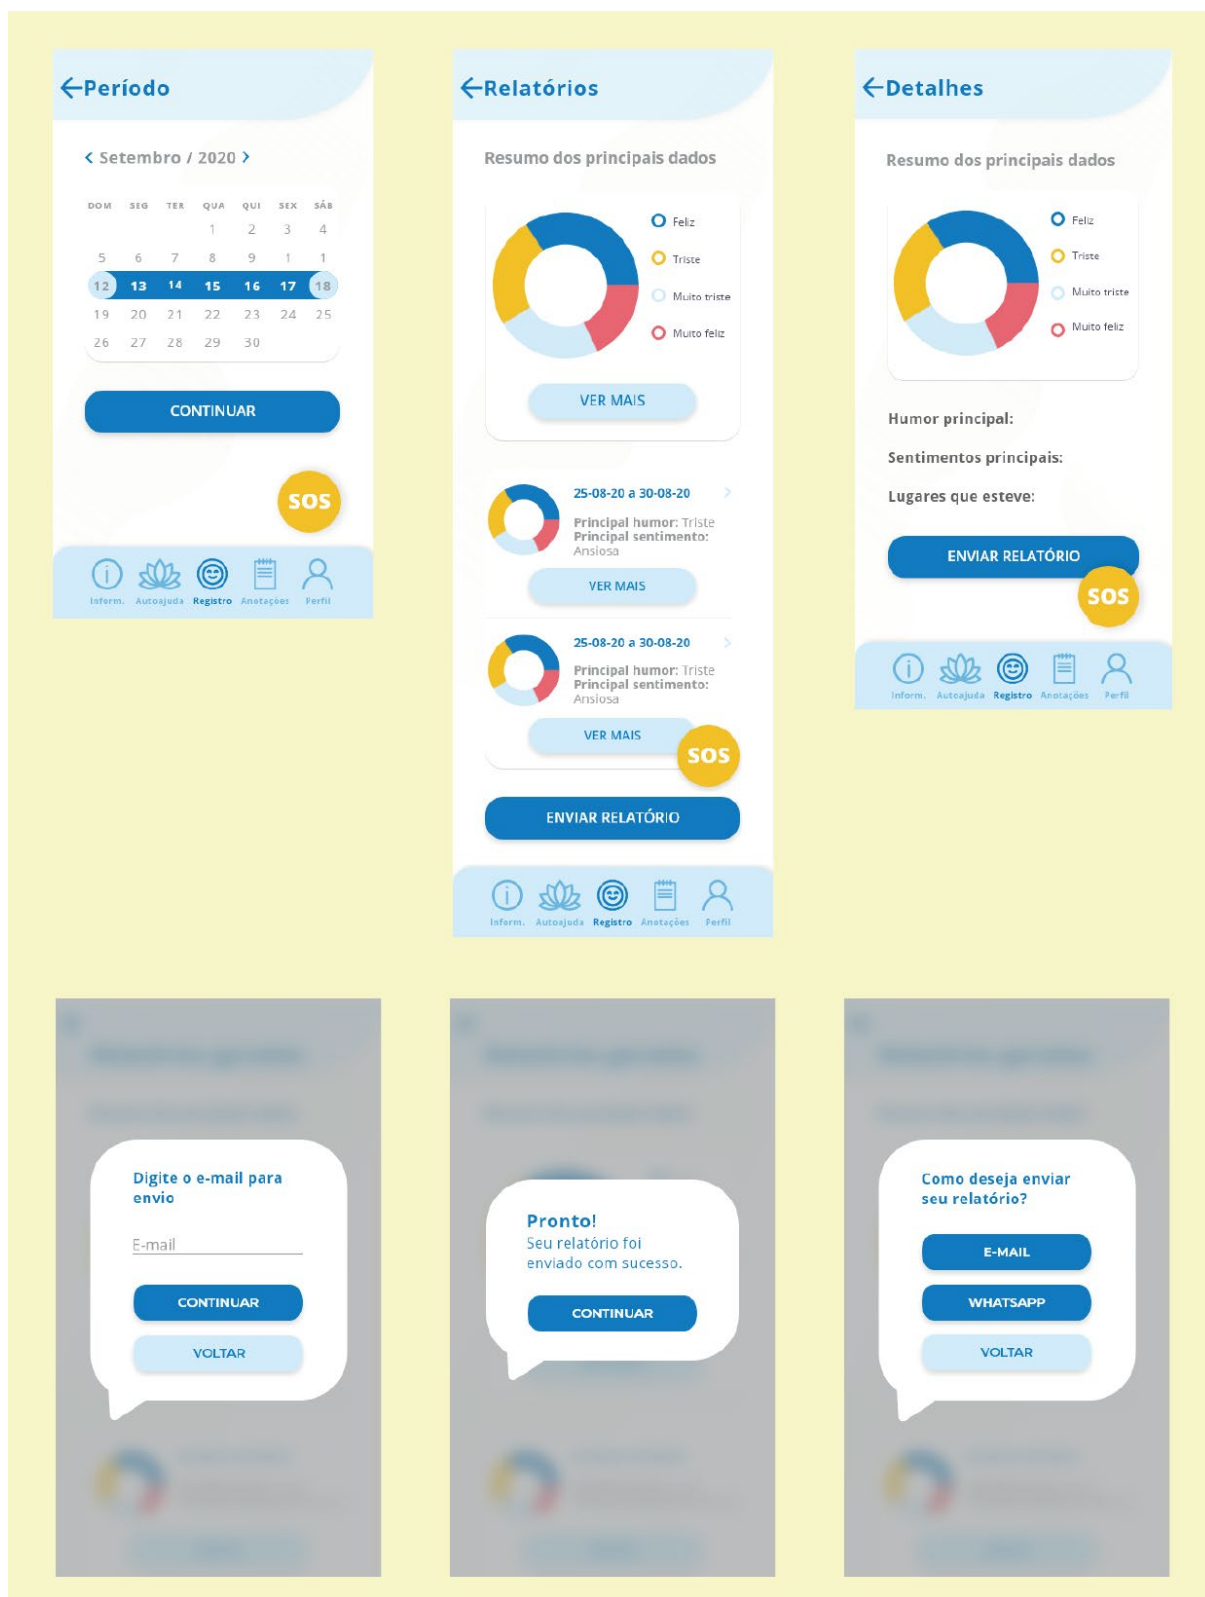 Período
Setembro / 2020
DOM SEG TER QUA QUI SEX SÁB
1 2 3 4
5 6 7 8 9 1 1
12 13 14 15 16 17 18
19 20 21 22 23 24 25
26 27 28 29 30
CONTINUAR
SOS
Inform. Autoajuda Registro Anotações Perfil
Relatórios
Resumo dos principais dados
Feliz
Triste
Muito triste
Muito feliz
VER MAIS
25-08-20 a 30-08-20
Principal humor: Triste
Principal sentimento:
Ansiosa
VER MAIS
25-08-20 a 30-08-20
Principal humor: Triste
Principal sentimento:
Ansiosa
VER MAIS
SOS
ENVIAR RELATÓRIO
Inform. Autoajuda Registro Anotações Perfil
Detalhes
Resumo dos principais dados
Feliz
Triste
Muito triste
Muito feliz
Humor principal:
Sentimentos principais:
Lugares que esteve:
ENVIAR RELATÓRIO
SOS
Inform. Autoajuda Registro Anotações Perfil
Digite o e-mail para
envio
E-mail
CONTINUAR
VOLTAR
Pronto!
Seu relatório foi
enviado com sucesso.
CONTINUAR
Como deseja enviar
seu relatório?
E-MAIL
WHATSAPP
VOLTAR